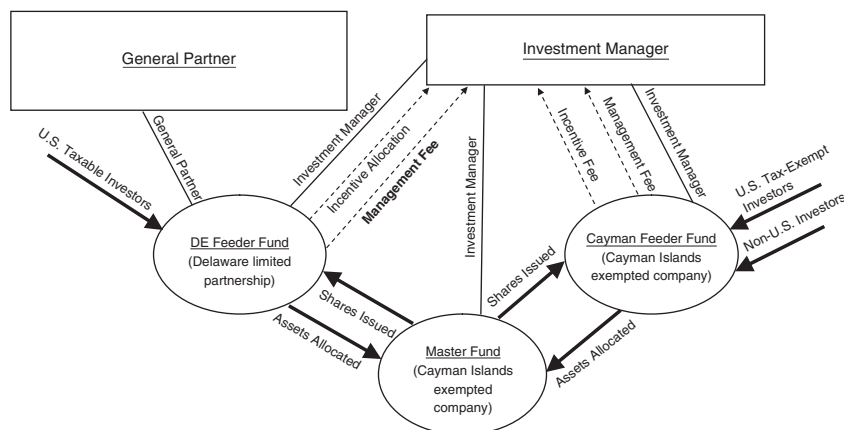 General Partner
Investment Manager
General Partner
U.S. Taxable Investors
Investment Manager
Incentive Allocation
Management Fee
Investment Manager
Incentive Fee
Management Fee
Investment Manager
U.S. Tax-Exempt
Investors
Non-U.S. Investors
DE Feeder Fund
(Delaware limited
partnership)
Cayman Feeder Fund
(Cayman Islands
exempted company)
Shares Issued
Assets Allocated
Shares Issued
Assets Allocated
Master Fund
(Cayman Islands
exempted
company)